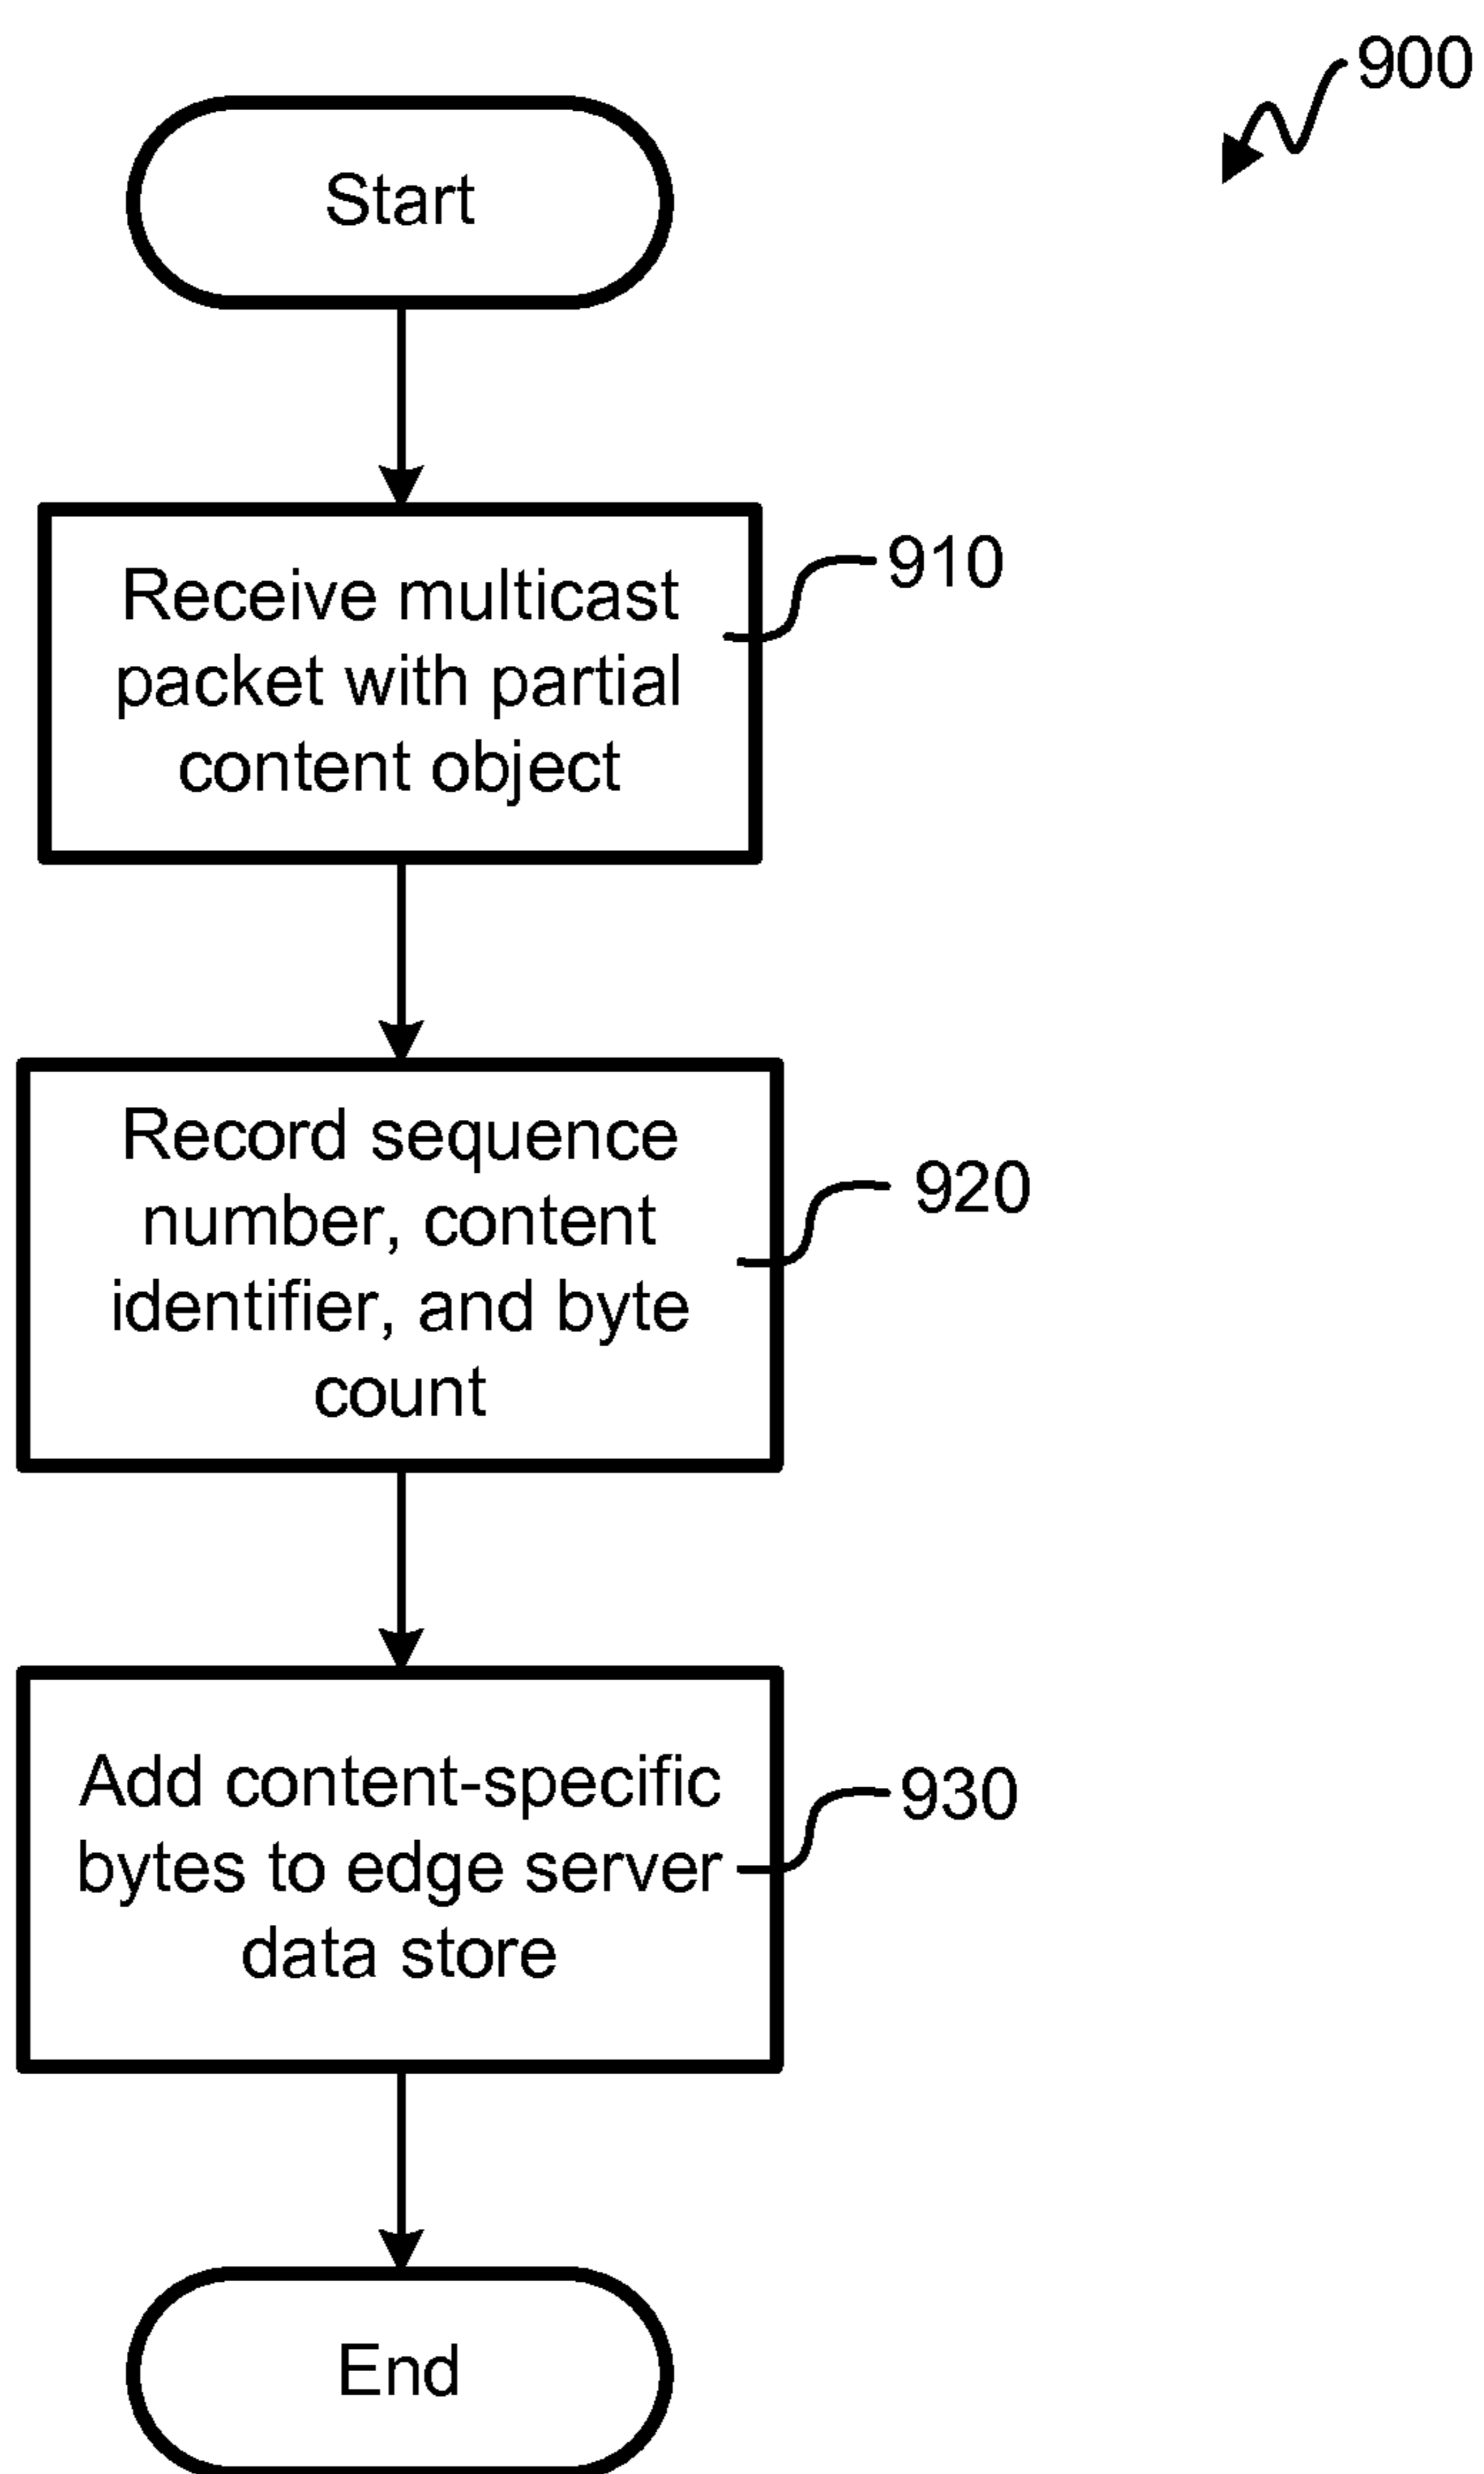 900
Start
Receive multicast
packet with partial
content object
910
Record sequence
number, content
identifier, and byte
count
920
Add content-specific
bytes to edge server
data store
930
End